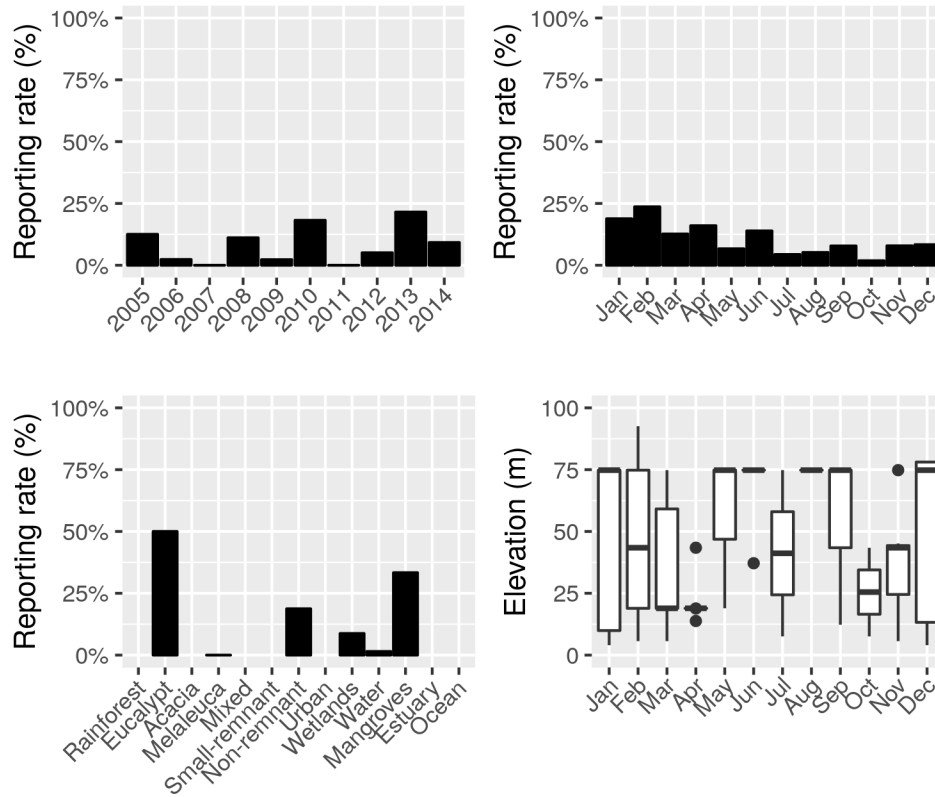 Reporting rate (%)
100%
75%
50%
25%
0%
2005 2006 2007 2008 2009 2010 2011 2012 2013 2014
Reporting rate (%)
100%
75%
50%
25%
0%
Jan Feb Mar Apr May Jun Jul Aug Sep Oct Nov Dec
Reporting rate (%)
100%
75%
50%
25%
0%
Rainforest Eucalypt Acacia Melaleuca Mixed Small-remnant Non-remnant Urban Wetlands Water Mangroves Estuary Ocean
Elevation (m)
100
75
50
25
0
Jan Feb Mar Apr May Jun Jul Aug Sep Oct Nov Dec